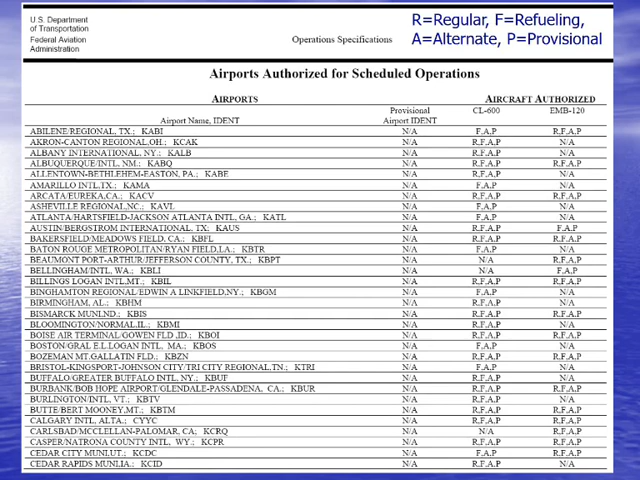 U.S. Department
of Transportation
Federal Aviation
Administration
Operations Specifications
R=Regular, F=Refueling,
A=Alternate, P=Provisional
Airports Authorized for Scheduled Operations
AIRPORTS AIRCRAFT AUTHORIZED
Provisional CL-600 EMB-120
Airport Name, IDENT Airport IDENT
ABILENE/REGIONAL, TX.; KABI N/A F,A,P R,F,A,P
AKRON-CANTON REGIONAL,OH.; KCAK N/A R,F,A,P N/A
ALBANY INTERNATIONAL, NY.; KALB N/A R,F,A,P N/A
ALBUQUERQUE/INTL, NM.; KABQ N/A R,F,A,P R,F,A,P
ALLENTOWN-BETHLEHEM-EASTON, PA.; KABE N/A R,F,A,P N/A
AMARILLO INTL,TX.; KAMA N/A F,A,P N/A
ARCATA/EUREKA,CA.; KACV N/A R,F,A,P R,F,A,P
ASHEVILLE REGIONAL,NC.; KAVL N/A F,A,P N/A
ATLANTA/HARTSFIELD-JACKSON ATLANTA INTL, GA.; KATL N/A F,A,P N/A
AUSTIN/BERGSTROM INTERNATIONAL, TX; KAUS N/A R,F,A,P F,A,P
BAKERSFIELD/MEADOWS FIELD, CA.; KBFL N/A R,F,A,P R,F,A,P
BATON ROUGE METROPOLITAN/RYAN FIELD,LA.; KBTR N/A F,A,P N/A
BEAUMONT PORT-ARTHUR/JEFFERSON COUNTY, TX.; KBPT N/A N/A R,F,A,P
BELLINGHAM/INTL, WA.; KBLI N/A N/A F,A,P
BILLINGS LOGAN INTL,MT.; KBIL N/A R,F,A,P R,F,A,P
BINGHAMTON REGIONAL/EDWIN A LINKFIELD,NY.; KBGM N/A F,A,P N/A
BIRMINGHAM, AL.; KBHM N/A R,F,A,P N/A
BISMARCK MUNI,ND.; KBIS N/A R,F,A,P R,F,A,P
BLOOMINGTON/NORMAL,IL.; KBMI N/A R,F,A,P N/A
BOISE AIR TERMINAL/GOWEN FLD ,ID.; KBOI N/A R,F,A,P R,F,A,P
BOSTON/GRAL E.L.LOGAN INTL, MA.; KBOS N/A F,A,P N/A
BOZEMAN MT.GALLATIN FLD.; KBZN N/A R,F,A,P R,F,A,P
BRISTOL-KINGSPORT-JOHNSON CITY/TRI CITY REGIONAL,TN.; KTRI N/A F,A,P N/A
BUFFALO/GREATER BUFFALO INTL, NY.; KBUF N/A R,F,A,P N/A
BURBANK/BOB HOPE AIRPORT/GLENDALE-PASSADENA, CA.; KBUR N/A R,F,A,P R,F,A,P
BURLINGTON/INTL, VT.; KBTV N/A R,F,A,P N/A
BUTTE/BERT MOONEY,MT.; KBTM N/A R,F,A,P R,F,A,P
CALGARY INTL, ALTA.; CYYC N/A R,F,A,P R,F,A,P
CARLSBAD/MCCLELLAN-PALOMAR, CA; KCRQ N/A N/A R,F,A,P
CASPER/NATRONA COUNTY INTL, WY.; KCPR N/A R,F,A,P R,F,A,P
CEDAR CITY MUNI,UT.; KCDC N/A F,A,P R,F,A,P
CEDAR RAPIDS MUNI,IA.; KCID N/A R,F,A,P N/A